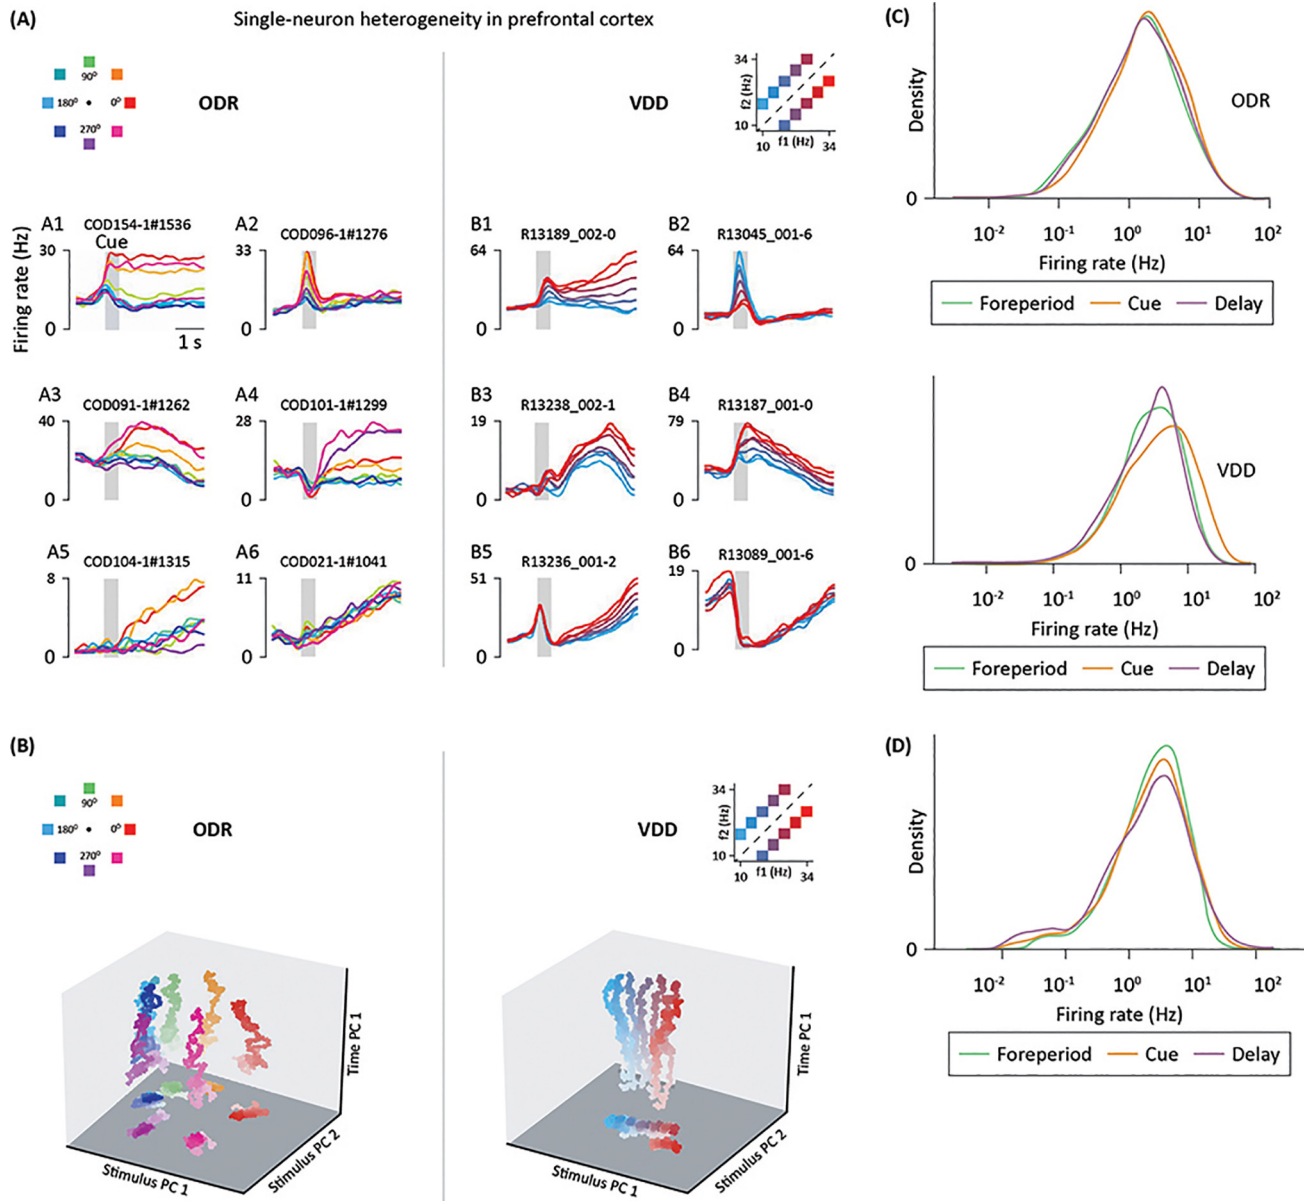 (A)
Single-neuron heterogeneity in prefrontal cortex
90⁰
180⁰
0⁰
270⁰
ODR
VDD
34
f2 (Hz)
10
10
f1 (Hz)
34
Firing rate (Hz)
A1
COD154-1#1536
Cue
30
0
1 s
A2
COD096-1#1276
33
0
B1
R13189_002-0
64
0
B2
R13045_001-6
64
0
A3
COD091-1#1262
40
0
A4
COD101-1#1299
28
0
B3
R13238_002-1
19
0
B4
R13187_001-0
79
0
A5
COD104-1#1315
8
0
A6
COD021-1#1041
11
0
B5
R13236_001-2
51
0
B6
R13089_001-6
19
0
(B)
90⁰
180⁰
0⁰
270⁰
ODR
VDD
34
f2 (Hz)
10
10
f1 (Hz)
34
Time PC 1
Stimulus PC 1
Stimulus PC 2
Time PC 1
Stimulus PC 1
Stimulus PC 2
(C)
Density
ODR
0
10⁻² 10⁻¹ 10⁰ 10¹ 10²
Firing rate (Hz)
Foreperiod Cue Delay
VDD
0
10⁻² 10⁻¹ 10⁰ 10¹ 10²
Firing rate (Hz)
Foreperiod Cue Delay
(D)
Density
0
10⁻² 10⁻¹ 10⁰ 10¹ 10²
Firing rate (Hz)
Foreperiod Cue Delay